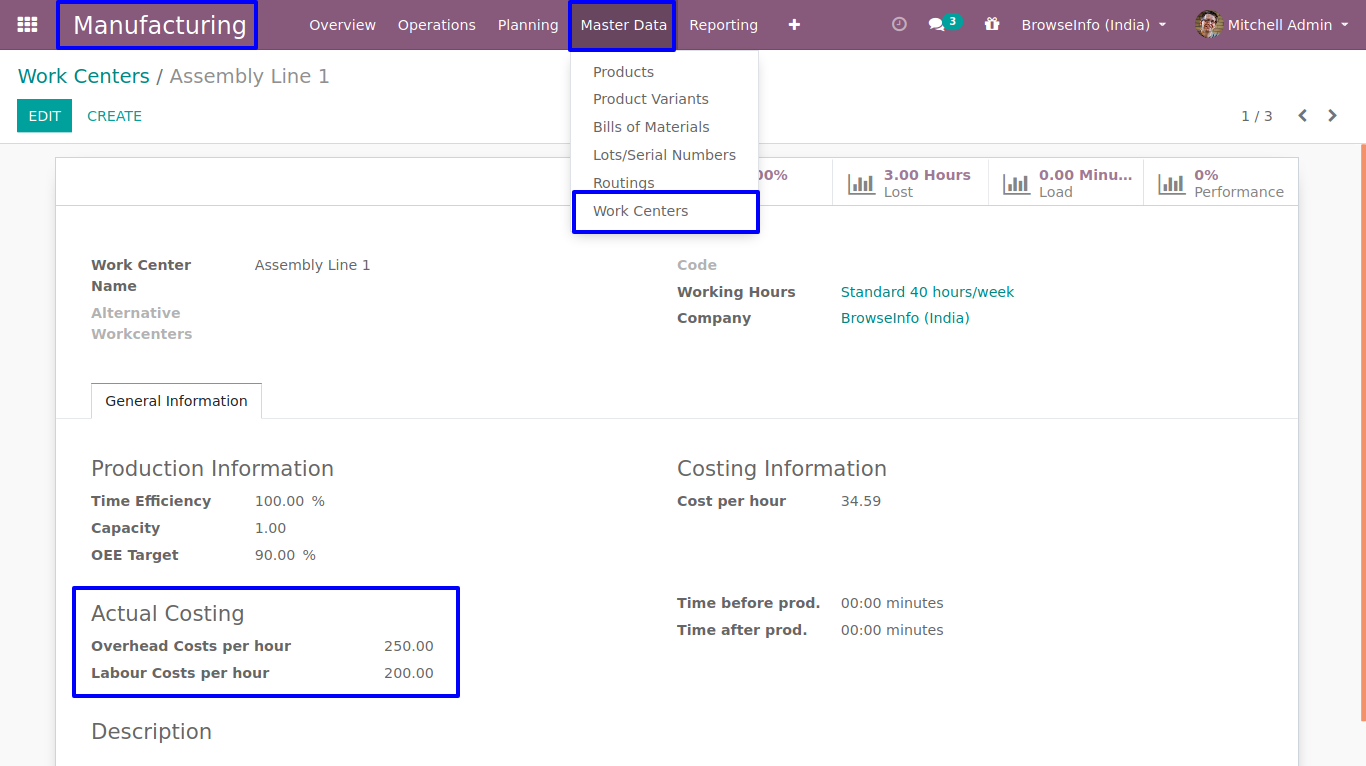 Manufacturing Overview Operations Planning Master Data Reporting 3 BrowseInfo (India) Mitchell Admin
Work Centers / Assembly Line 1
EDIT CREATE 1 / 3
Products
Product Variants
Bills of Materials
Lots/Serial Numbers
Routings
Work Centers
00% 3.00 Hours 0.00 Minu... 0%
Lost Load Performance
Work Center Name Assembly Line 1
Alternative Workcenters
Code
Working Hours Standard 40 hours/week
Company BrowseInfo (India)
General Information
Production Information
Time Efficiency 100.00 %
Capacity 1.00
OEE Target 90.00 %
Costing Information
Cost per hour 34.59
Actual Costing
Overhead Costs per hour 250.00
Labour Costs per hour 200.00
Time before prod. 00:00 minutes
Time after prod. 00:00 minutes
Description